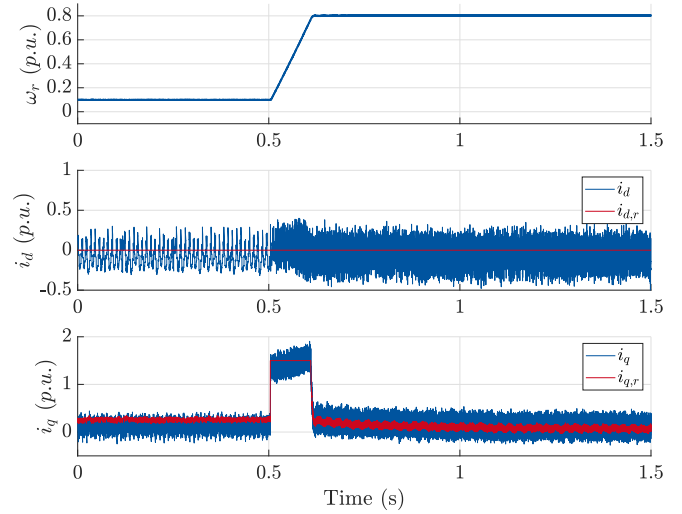 0.8
0.6
0.4
0.2
0
ω_r (p.u.)
0 0.5 1 1.5
1
0.5
0
-0.5
i_d (p.u.)
i_d
i_{d,r}
0 0.5 1 1.5
2
1
0
i_q (p.u.)
i_q
i_{q,r}
0 0.5 1 1.5
Time (s)